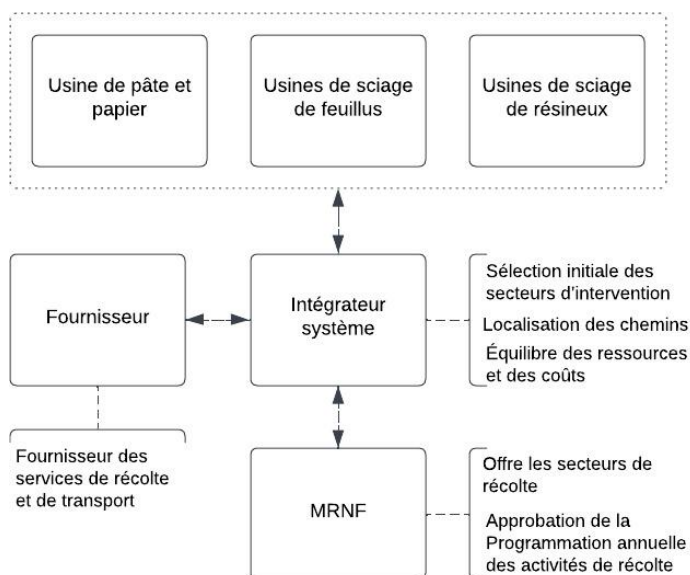 Usine de pâte et
papier
Usines de sciage
de feuillus
Usines de sciage
de résineux
Fournisseur
Intégrateur
système
Sélection initiale des
secteurs d'intervention
Localisation des chemins
Équilibre des ressources
et des coûts
Fournisseur des
services de récolte
et de transport
MRNF
Offre les secteurs de
récolte
Approbation de la
Programmation annuelle
des activités de récolte